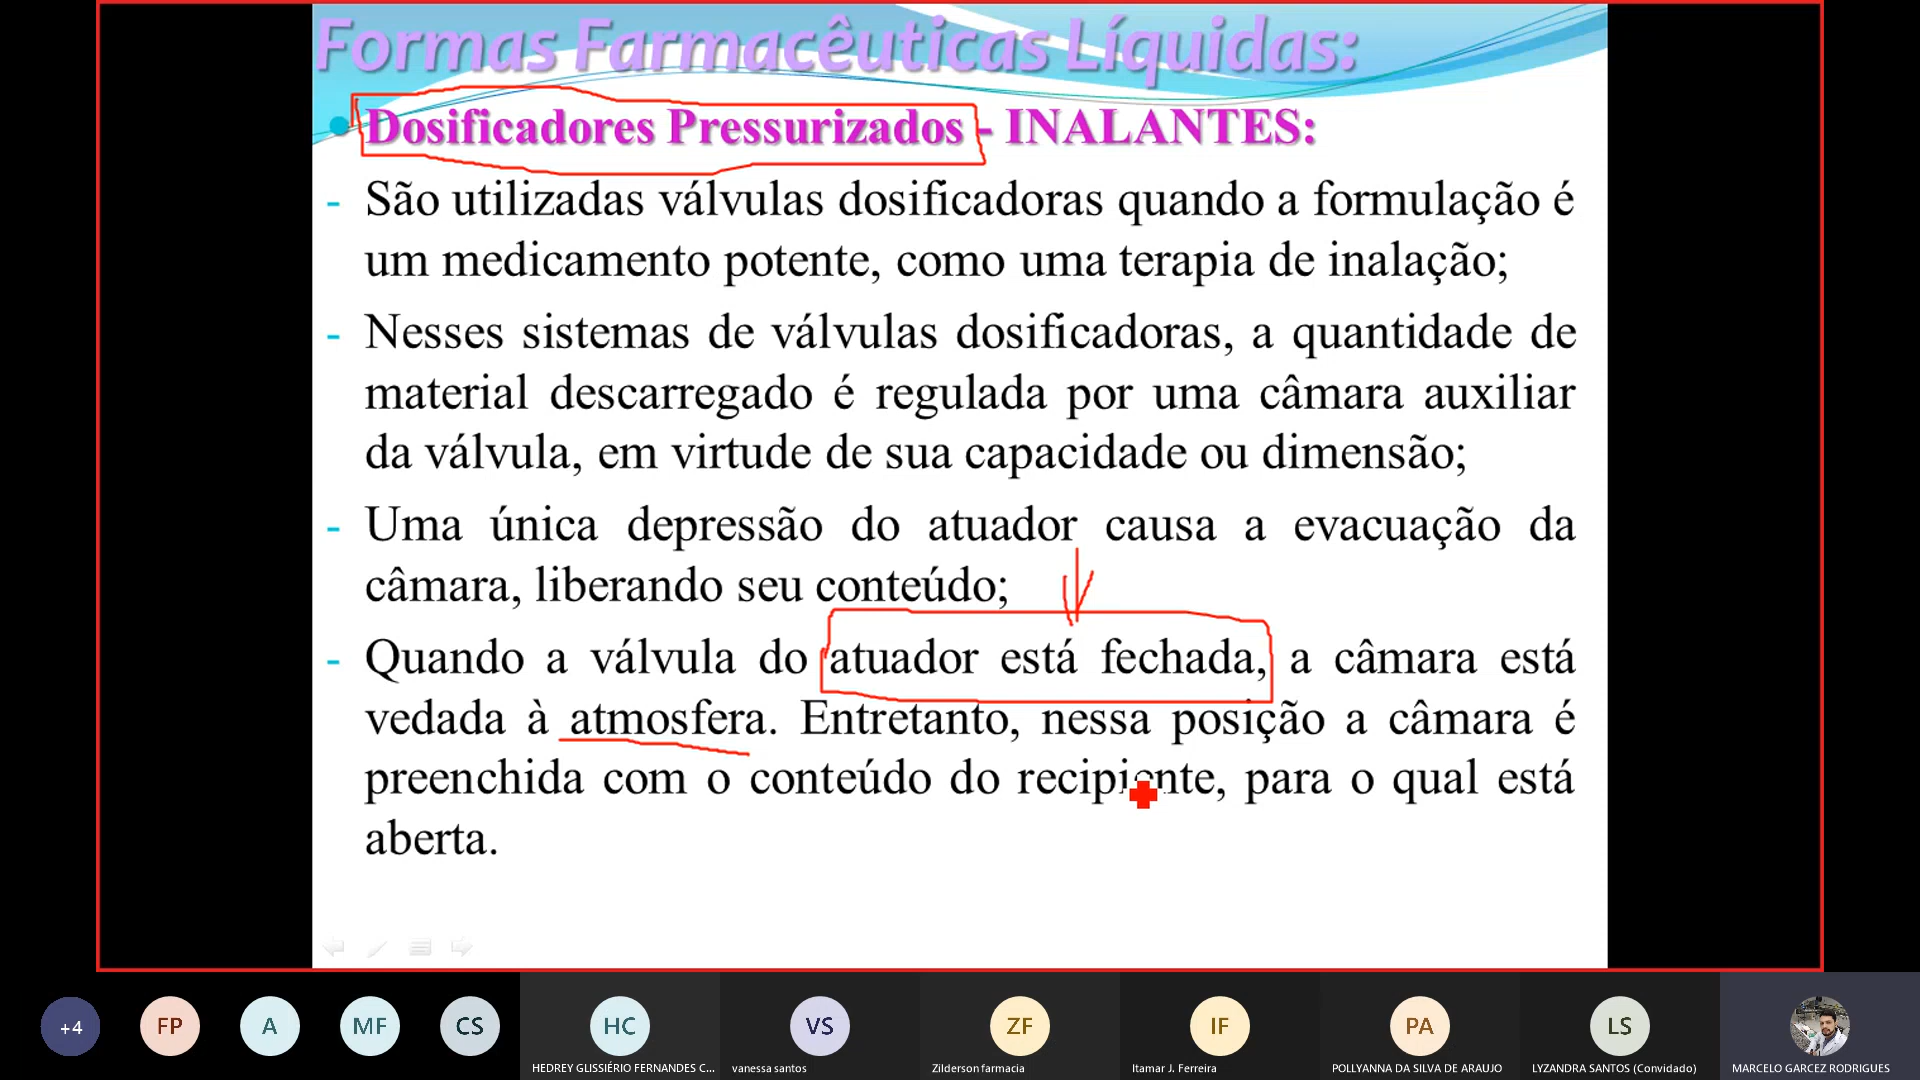 Formas Farmacêuticas Líquidas:
• Dosificadores Pressurizados - INALANTES:
- São utilizadas válvulas dosificadoras quando a formulação é
um medicamento potente, como uma terapia de inalação;
- Nesses sistemas de válvulas dosificadoras, a quantidade de
material descarregado é regulada por uma câmara auxiliar
da válvula, em virtude de sua capacidade ou dimensão;
- Uma única depressão do atuador causa a evacuação da
câmara, liberando seu conteúdo;
- Quando a válvula do atuador está fechada, a câmara está
vedada à atmosfera. Entretanto, nessa posição a câmara é
preenchida com o conteúdo do recipiente, para o qual está
aberta.
+4 FP A MF CS HC VS ZF IF PA LS
HEDREY GLISSIÉRIO FERNANDES C... vanessa santos Zilderson farmacia Itamar J. Ferreira POLLYANNA DA SILVA DE ARAUJO LYZANDRA SANTOS (Convidado) MARCELO GARCEZ RODRIGUES